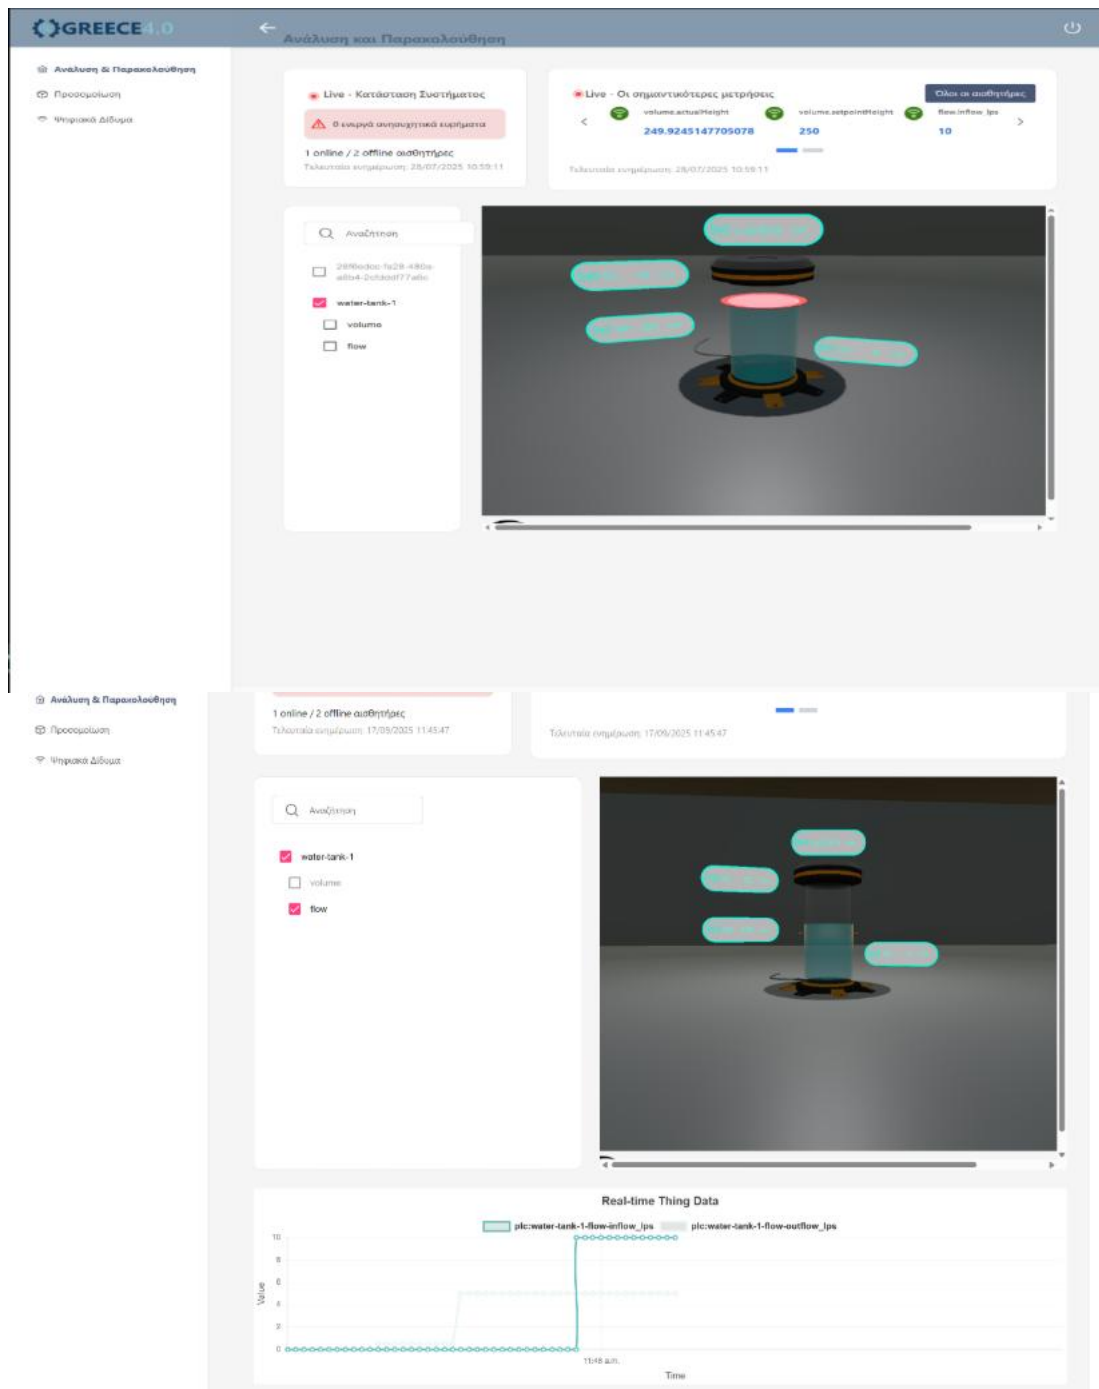 GREECE 4.0
Ανάλυση και Παρακολούθηση
Ανάλυση & Παρακολούθηση
Προσομοίωση
Ψηφιακά Δίδυμα
Live - Κατάσταση Συστήματος
0 ενεργά ανησυχητικά ευρήματα
1 online / 2 offline αισθητήρες
Τελευταία ενημέρωση: 28/07/2025 10:59:11
Live - Οι σημαντικότερες μετρήσεις
Όλοι οι αισθητήρες
volume.actualHeight
249.9245147705078
volume.setpointHeight
250
flow.inflow_lps
10
Τελευταία ενημέρωση: 28/07/2025 10:59:11
Αναζήτηση
water-tank-1
volume
flow
Ανάλυση & Παρακολούθηση
Προσομοίωση
Ψηφιακά Δίδυμα
1 online / 2 offline αισθητήρες
Τελευταία ενημέρωση: 17/09/2025 11:45:47
Τελευταία ενημέρωση: 17/09/2025 11:45:47
Αναζήτηση
water-tank-1
volume
flow
Real-time Thing Data
plc:water-tank-1-flow-inflow_lps plc:water-tank-1-flow-outflow_lps
10
8
6
4
2
0
Value
11:46 a.m.
Time